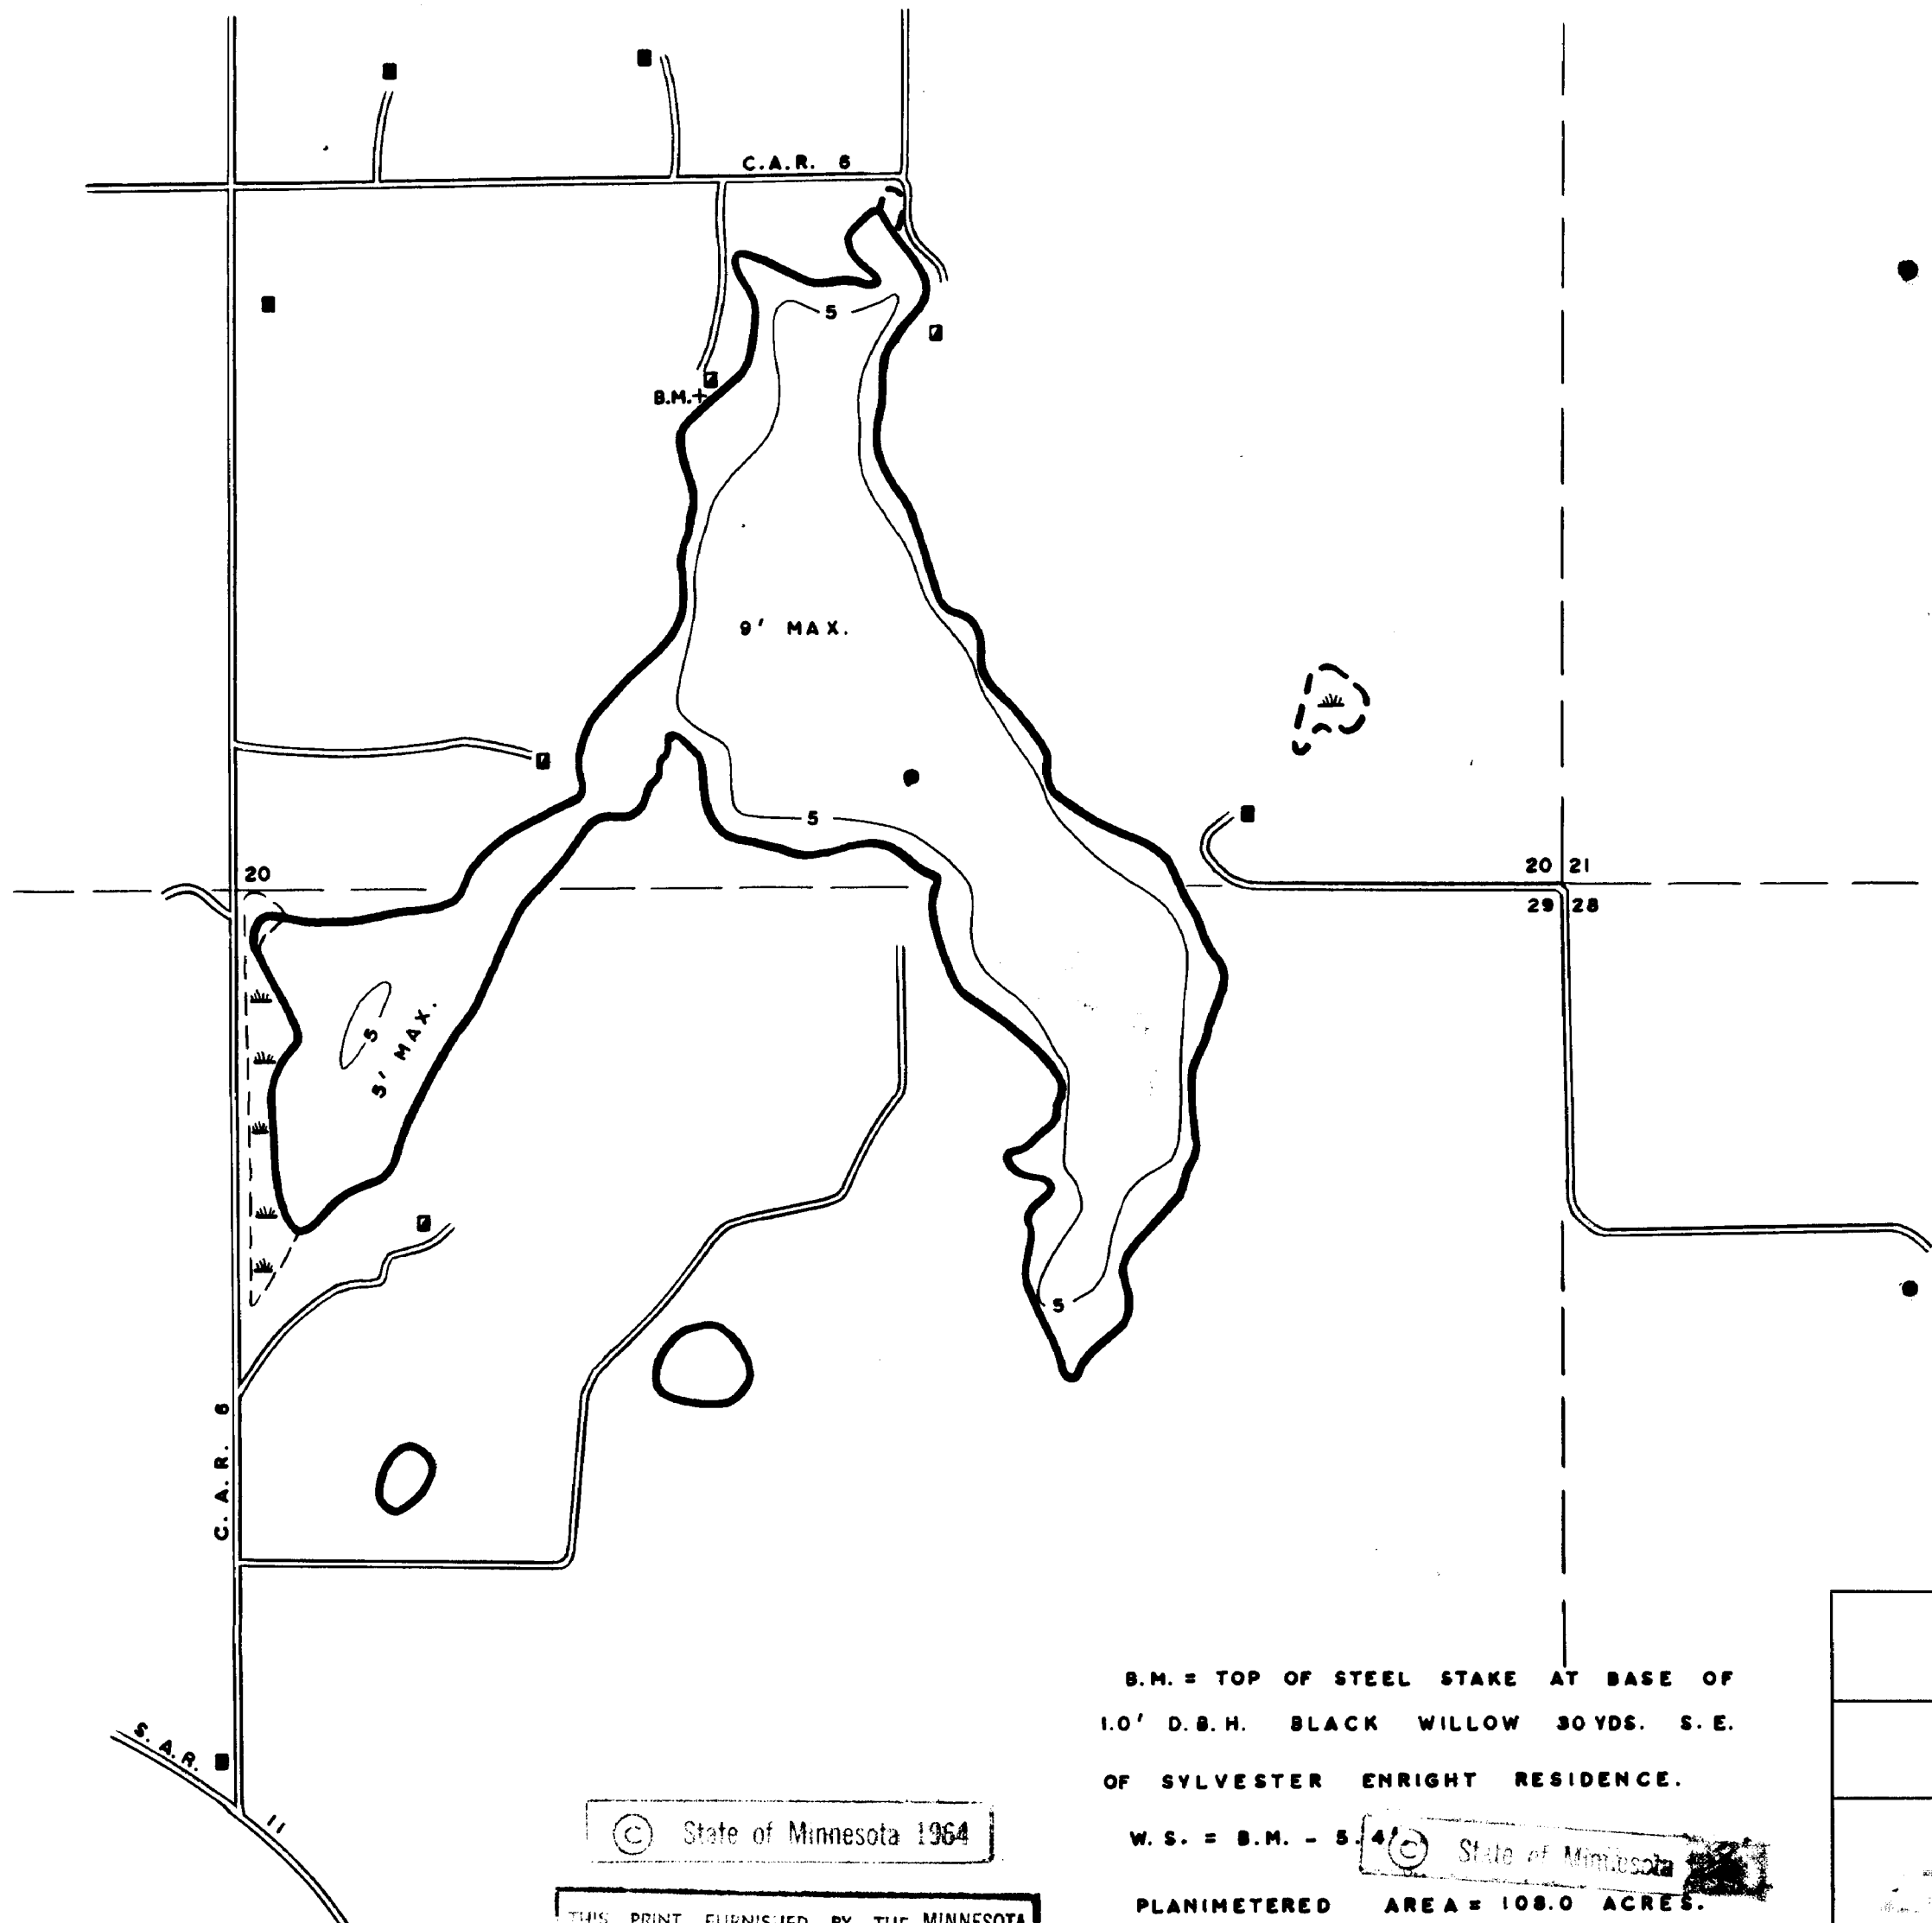 C.A.R. 6
5
B.M.+
9' MAX.
5
20
20 21
29 28
5
5' MAX.
5
C. A. R. 6
B.M. = TOP OF STEEL STAKE AT BASE OF
1.0' D.B.H. BLACK WILLOW 30 YDS. S.E.
OF SYLVESTER ENRIGHT RESIDENCE.
S.A.R. 11
© State of Minnesota 1964
W.S. = B.M. - 5.4'
© State of Minnesota
PLANIMETERED AREA = 108.0 ACRES.
THIS PRINT FURNISHED BY THE MINNESOTA